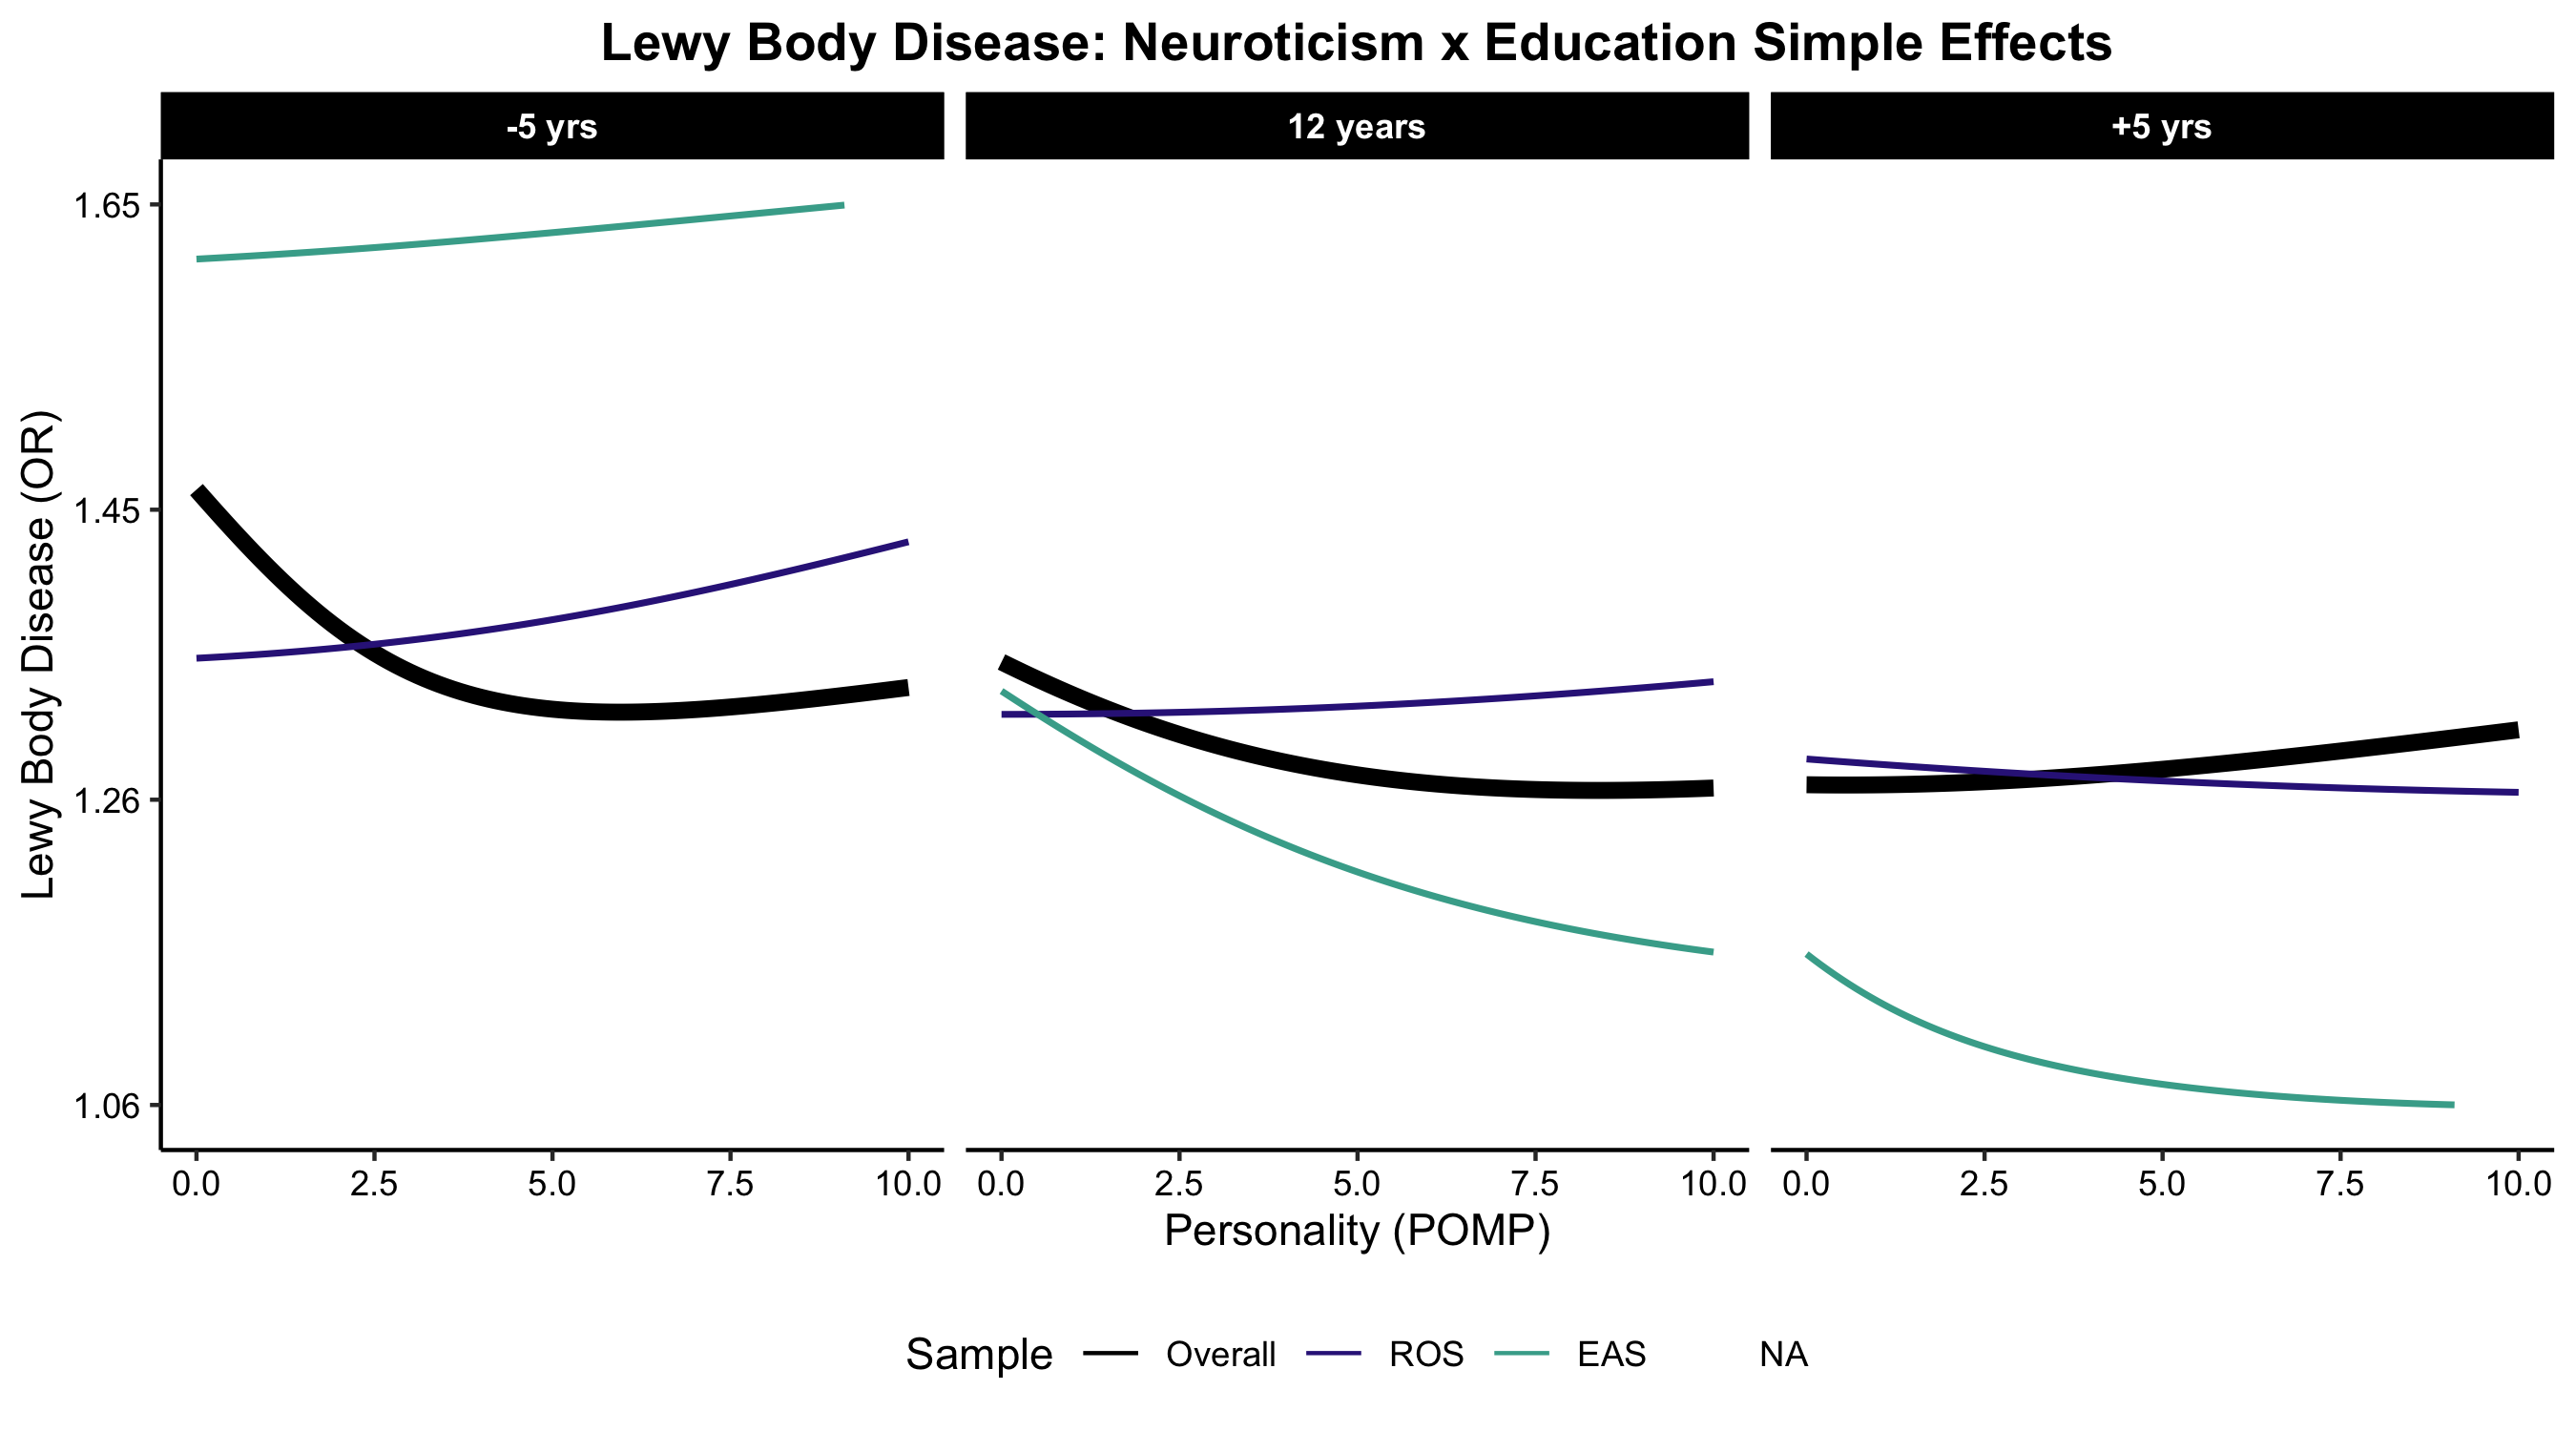 Lewy Body Disease: Neuroticism x Education Simple Effects
-5 yrs
12 years
+5 yrs
Lewy Body Disease (OR)
1.65
1.45
1.26
1.06
0.0 2.5 5.0 7.5 10.0
0.0 2.5 5.0 7.5 10.0
0.0 2.5 5.0 7.5 10.0
Personality (POMP)
Sample Overall ROS EAS NA